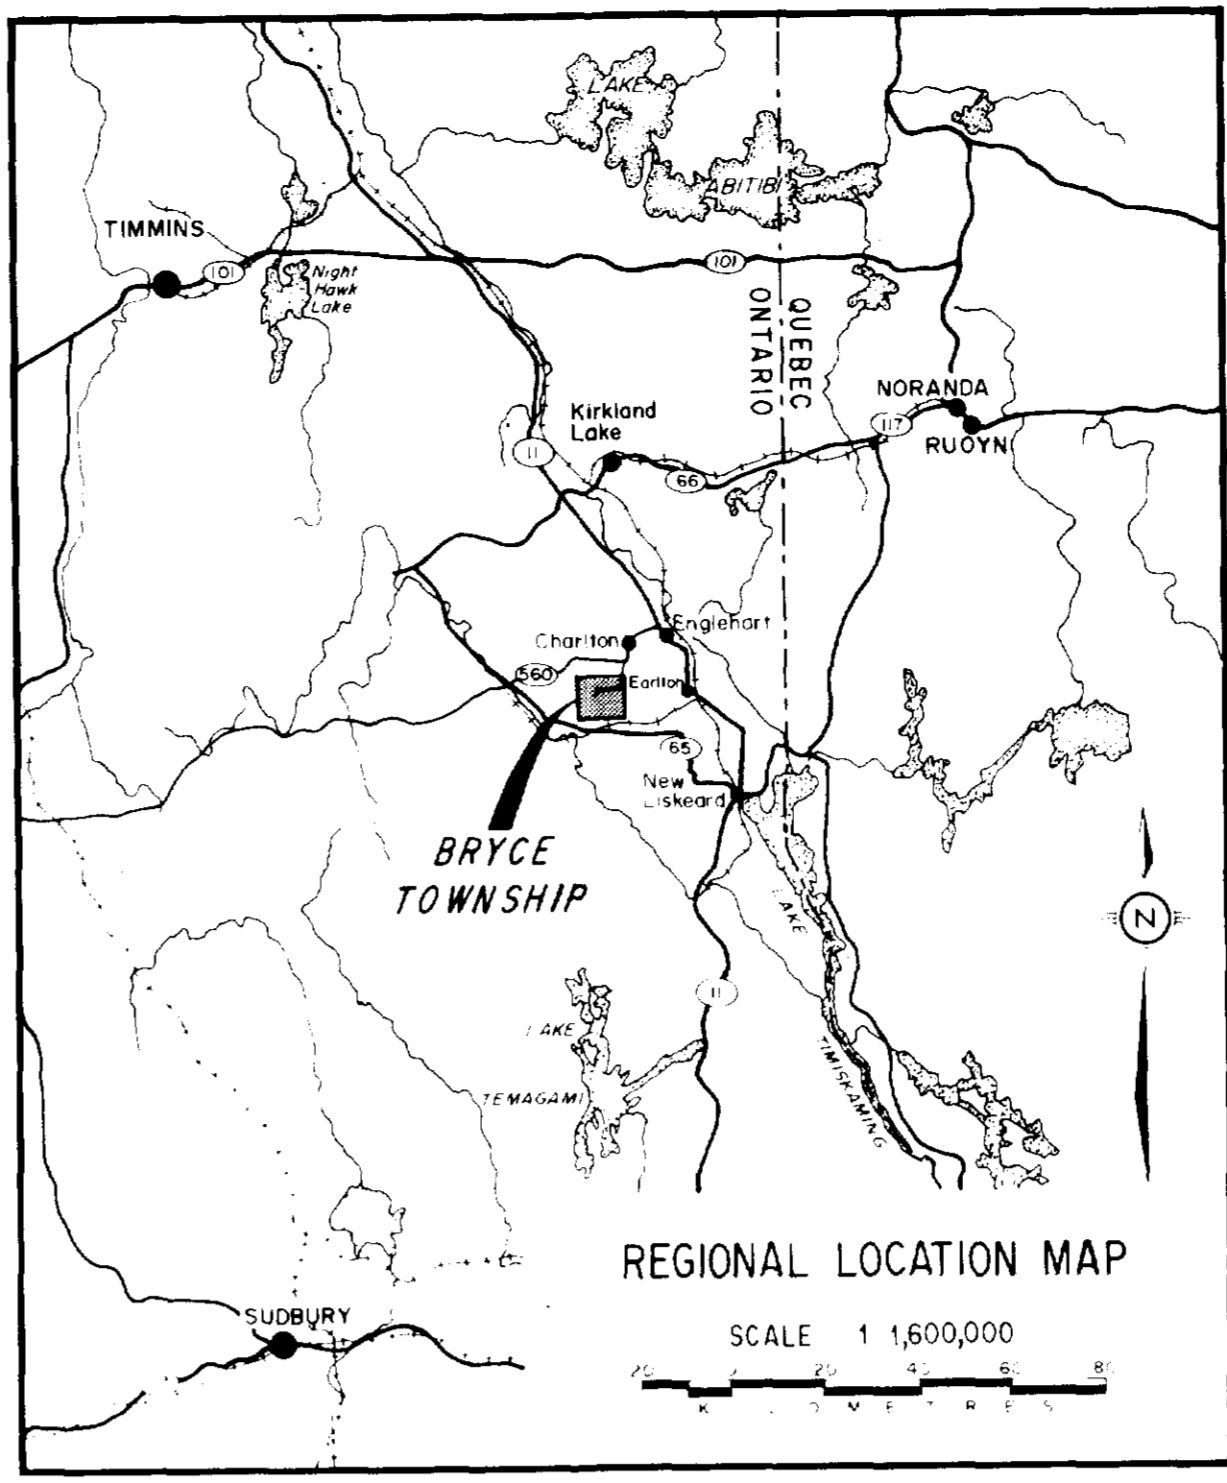 LAKE
ABITIBI
TIMMINS
101
Night
Hawk
Lake
101
QUEBEC
ONTARIO
NORANDA
RUOYN
117
Kirkland
Lake
11
66
Englehart
Charlton
560
Earlton
65
New
Liskeard
BRYCE
TOWNSHIP
LAKE
TIMISKAMING
N
11
LAKE
TEMAGAMI
REGIONAL LOCATION MAP
SUDBURY
SCALE 1 1,600,000
20 0 20 40 60 80